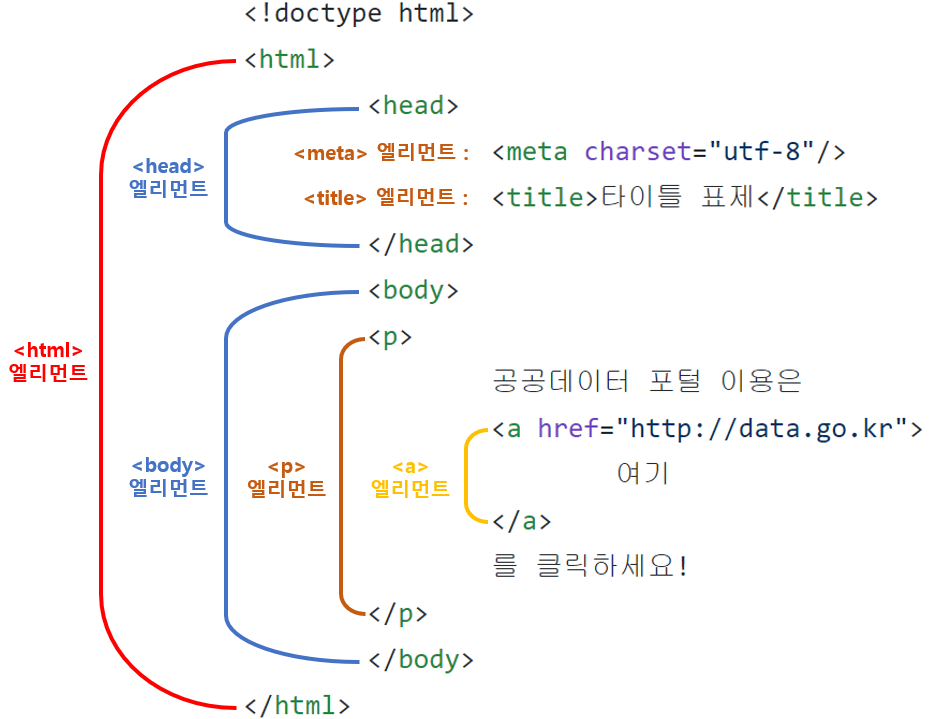 <!doctype html>
<html>
<head>
<meta> 엘리먼트 : <meta charset="utf-8"/>
<head>
엘리먼트
<title> 엘리먼트 : <title>타이틀 표제</title>
</head>
<body>
<p>
<html>
엘리먼트
공공데이터 포털 이용은
<a href="http://data.go.kr">
<body>
엘리먼트
<p>
엘리먼트
<a>
엘리먼트
여기
</a>
를 클릭하세요!
</p>
</body>
</html>